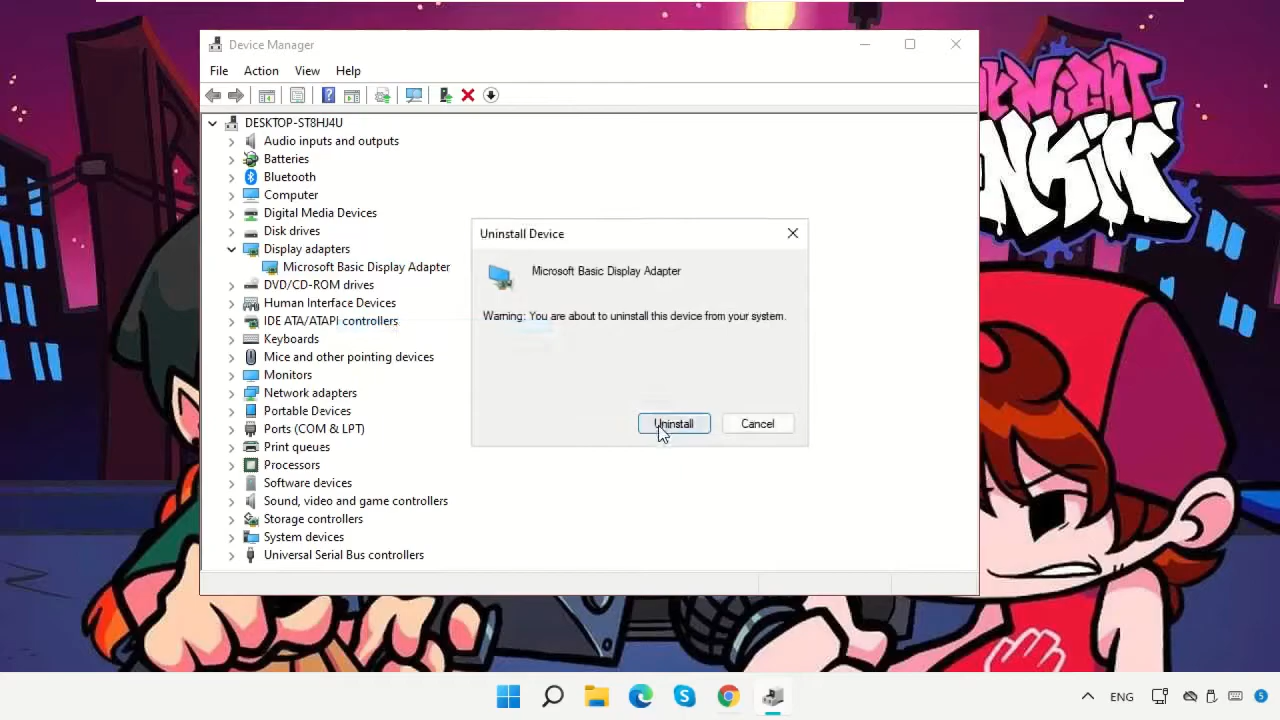 Device Manager
File Action View Help
DESKTOP-ST8HJ4U
Audio inputs and outputs
Batteries
Bluetooth
Computer
Digital Media Devices
Disk drives
Display adapters
Microsoft Basic Display Adapter
DVD/CD-ROM drives
Human Interface Devices
IDE ATA/ATAPI controllers
Keyboards
Mice and other pointing devices
Monitors
Network adapters
Portable Devices
Ports (COM & LPT)
Print queues
Processors
Software devices
Sound, video and game controllers
Storage controllers
System devices
Universal Serial Bus controllers
Uninstall Device
Microsoft Basic Display Adapter
Warning: You are about to uninstall this device from your system.
Uninstall Cancel
ENG
5